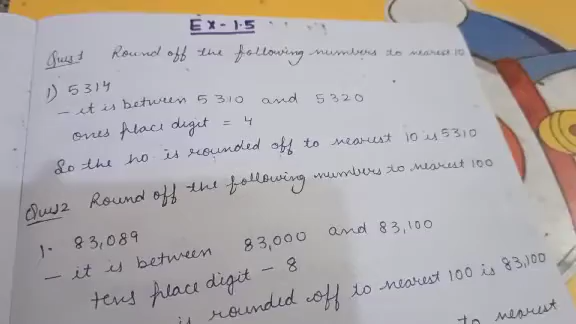 Ex-1.5
Ques1 Round off the following numbers to nearest 10
1) 5314
- it is between 5310 and 5320
ones place digit = 4
So the no is rounded off to nearest 10 is 5310
Ques2 Round off the following numbers to nearest 100
1. 83,089
- it is between 83,000 and 83,100
tens place digit - 8
is rounded off to nearest 100 is 83,100
to nearest